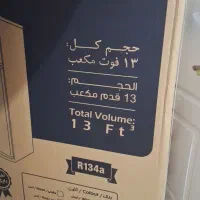 حجم کل:
۱۳ فوت مکعب
الحجم:
13 قدم مكعب
Total Volume:
13 Ft³
R134a